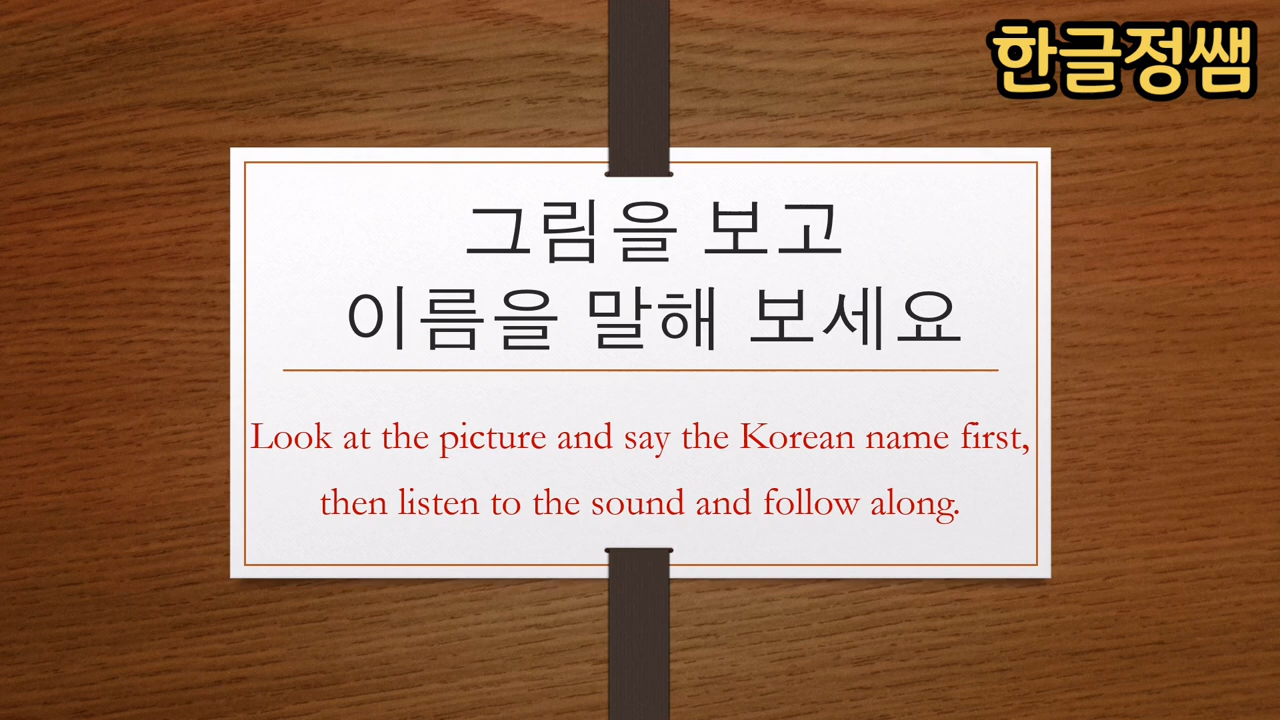 한글정쌤
그림을 보고
이름을 말해 보세요
Look at the picture and say the Korean name first,
then listen to the sound and follow along.